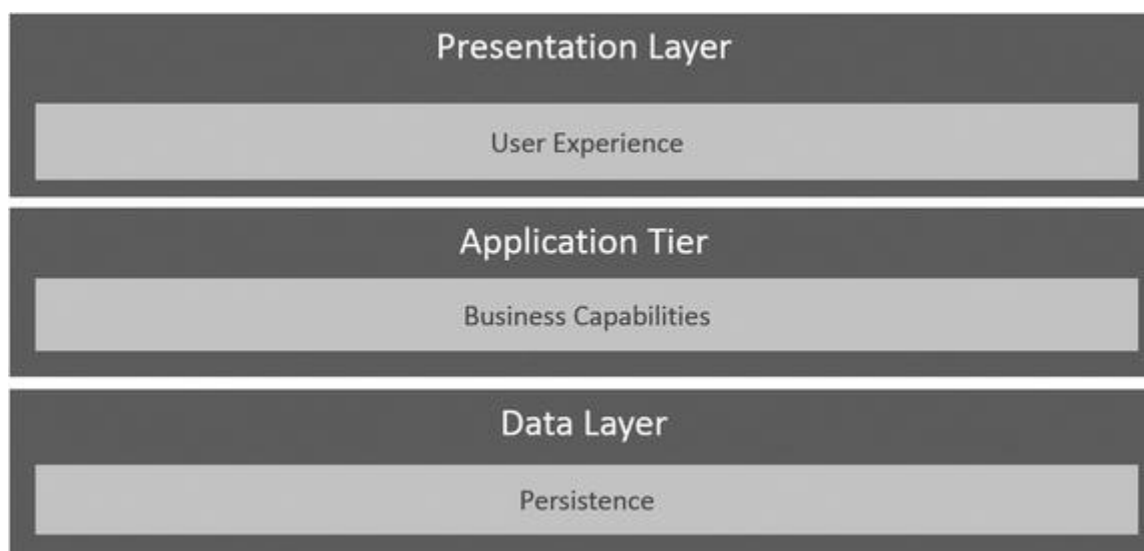 Presentation Layer
User Experience
Application Tier
Business Capabilities
Data Layer
Persistence